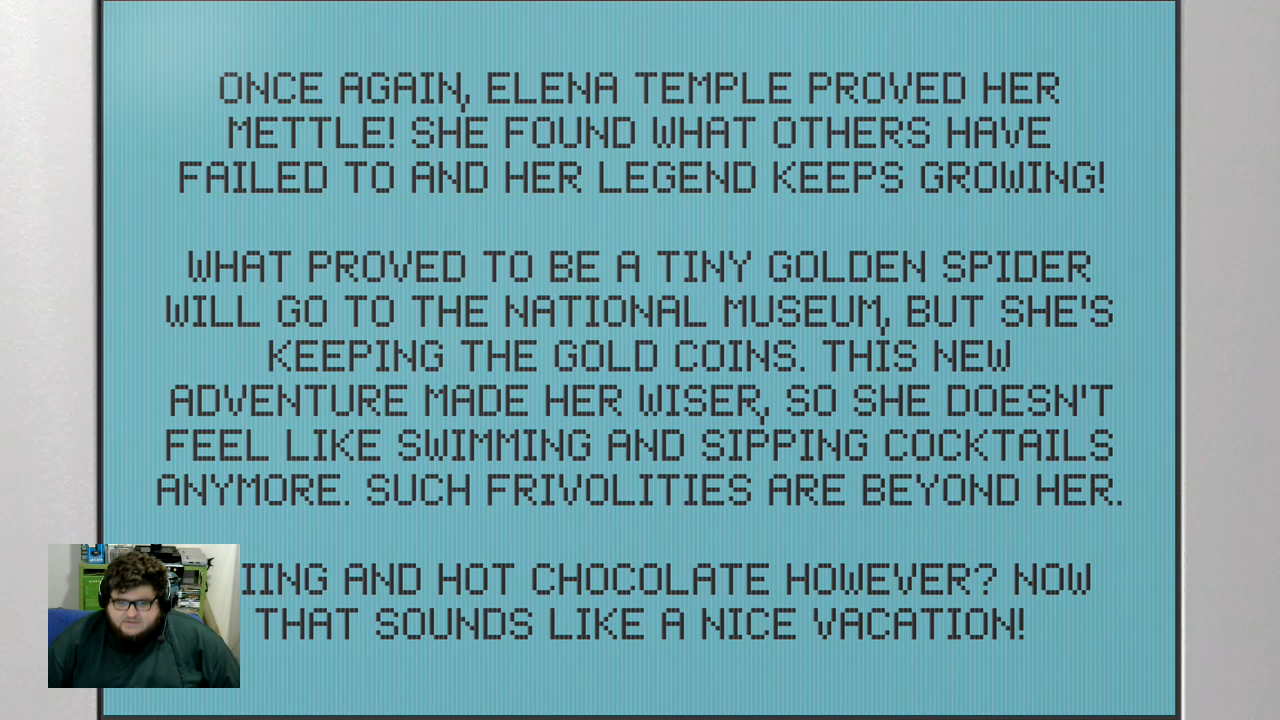 ONCE AGAIN, ELENA TEMPLE PROVED HER
METTLE! SHE FOUND WHAT OTHERS HAVE
FAILED TO AND HER LEGEND KEEPS GROWING!
WHAT PROVED TO BE A TINY GOLDEN SPIDER
WILL GO TO THE NATIONAL MUSEUM, BUT SHE'S
KEEPING THE GOLD COINS. THIS NEW
ADVENTURE MADE HER WISER, SO SHE DOESN'T
FEEL LIKE SWIMMING AND SIPPING COCKTAILS
ANYMORE. SUCH FRIVOLITIES ARE BEYOND HER.
AND HOT CHOCOLATE HOWEVER? NOW
THAT SOUNDS LIKE A NICE VACATION!